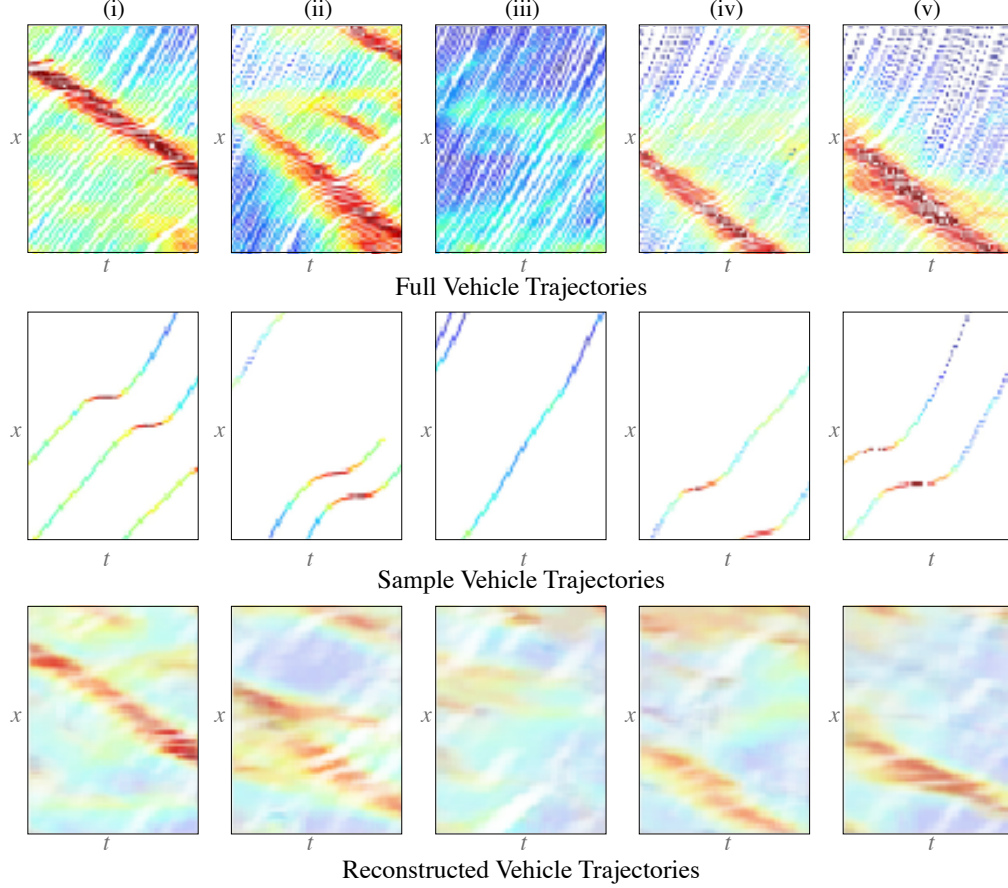 (i) (ii) (iii) (iv) (v)
x x x x x
t t t t t
Full Vehicle Trajectories
x x x x x
t t t t t
Sample Vehicle Trajectories
x x x x x
t t t t t
Reconstructed Vehicle Trajectories